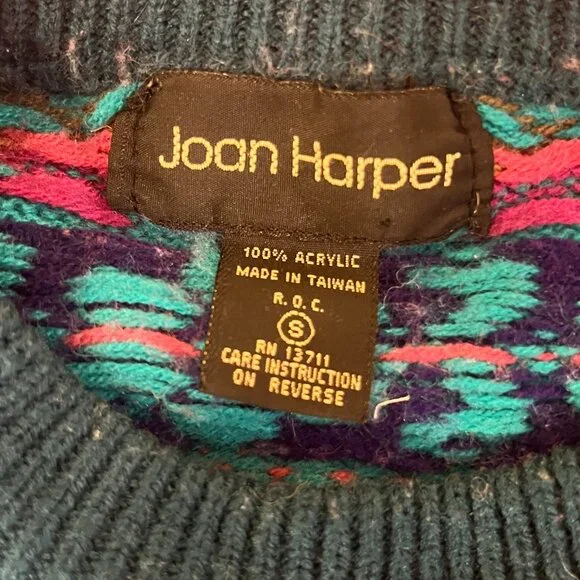 Joan Harper
100% ACRYLIC
MADE IN TAIWAN
R.O.C.
S
RN 13711
CARE INSTRUCTION
ON REVERSE